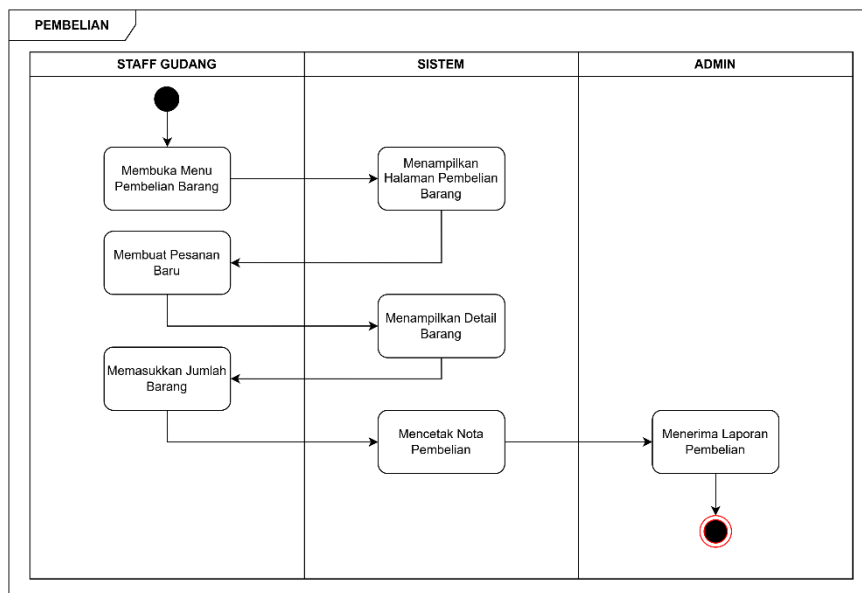 PEMBELIAN
STAFF GUDANG
SISTEM
ADMIN
Membuka Menu
Pembelian Barang
Menampilkan
Halaman Pembelian
Barang
Membuat Pesanan
Baru
Menampilkan Detail
Barang
Memasukkan Jumlah
Barang
Mencetak Nota
Pembelian
Menerima Laporan
Pembelian